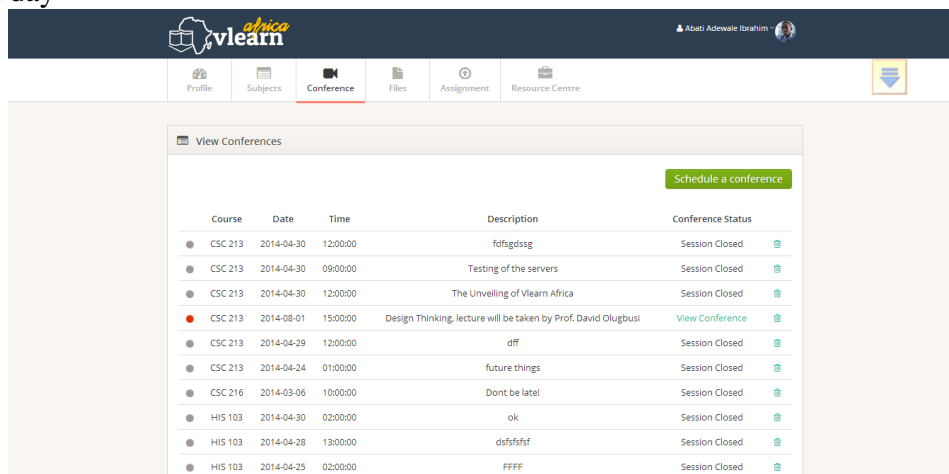 day
africa
vlearn
Abati Adewale Ibrahim
Profile Subjects Conference Files Assignment Resource Centre
View Conferences
Schedule a conference
Course Date Time Description Conference Status
CSC 213 2014-04-30 12:00:00 fdfsgdssg Session Closed
CSC 213 2014-04-30 09:00:00 Testing of the servers Session Closed
CSC 213 2014-04-30 12:00:00 The Unveiling of Vlearn Africa Session Closed
CSC 213 2014-08-01 15:00:00 Design Thinking, lecture will be taken by Prof. David Olugbusi View Conference
CSC 213 2014-04-29 12:00:00 dff Session Closed
CSC 213 2014-04-24 01:00:00 future things Session Closed
CSC 216 2014-03-06 10:00:00 Dont be late! Session Closed
HIS 103 2014-04-30 02:00:00 ok Session Closed
HIS 103 2014-04-28 13:00:00 dsfsfsfsf Session Closed
HIS 103 2014-04-25 02:00:00 FFFF Session Closed